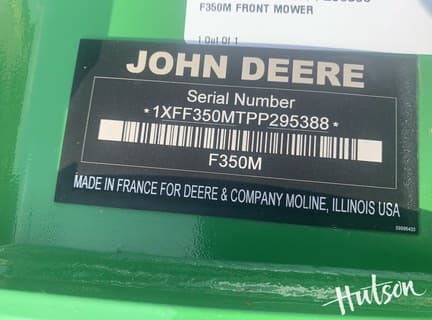 F350M FRONT MOWER
1 Out Of 1
JOHN DEERE
Serial Number
*1XFF350MTPP295388*
F350M
MADE IN FRANCE FOR DEERE & COMPANY MOLINE, ILLINOIS USA
Hutson